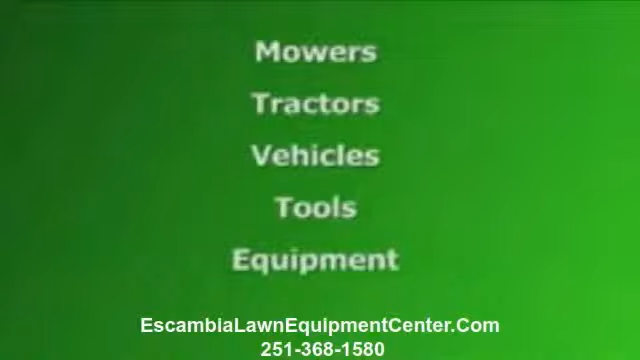 Mowers
Tractors
Vehicles
Tools
Equipment
EscambiaLawnEquipmentCenter.Com
251-368-1580